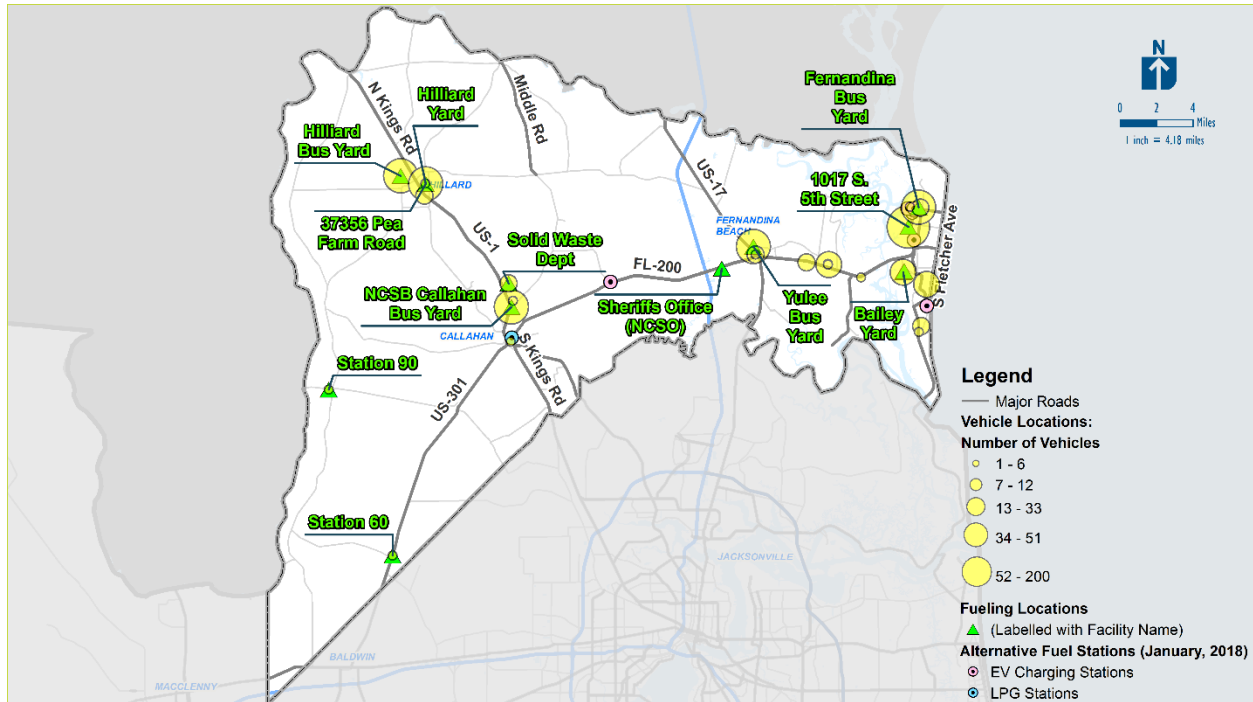 N
0 2 4
Miles
1 inch = 4.18 miles
Fernandina
Bus
Yard
Hilliard
Yard
Middle Rd
N Kings Rd
Hilliard
Bus Yard
HILLARD
US-17
1017 S.
5th Street
37356 Pea
Farm Road
US-1
Solid Waste
Dept
FERNANDINA
BEACH
S Fletcher Ave
FL-200
NCSB Callahan
Bus Yard
Sheriffs Office
(NCSO)
Yulee
Bus
Yard
Bailey
Yard
CALLAHAN
S Kings Rd
Station 90
US-301
Station 60
JACKSONVILLE
BALDWIN
MACCLENNY
Legend
Major Roads
Vehicle Locations:
Number of Vehicles
1 - 6
7 - 12
13 - 33
34 - 51
52 - 200
Fueling Locations
(Labelled with Facility Name)
Alternative Fuel Stations (January, 2018)
EV Charging Stations
LPG Stations